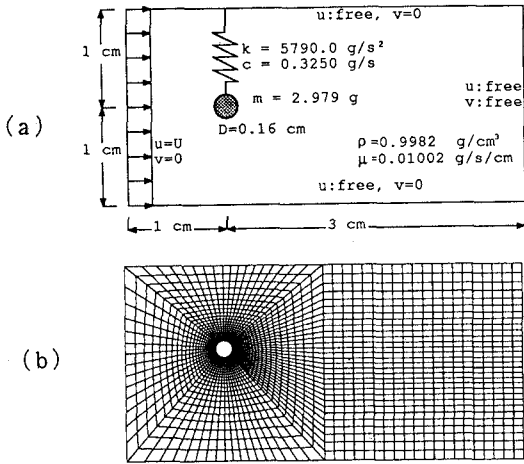 u:free, v=0
1 cm
k = 5790.0 g/s²
c = 0.3250 g/s
u:free
v:free
m = 2.979 g
(a)
D=0.16 cm
1 cm
u=U
v=0
ρ=0.9982 g/cm³
μ=0.01002 g/s/cm
u:free, v=0
1 cm
3 cm
(b)